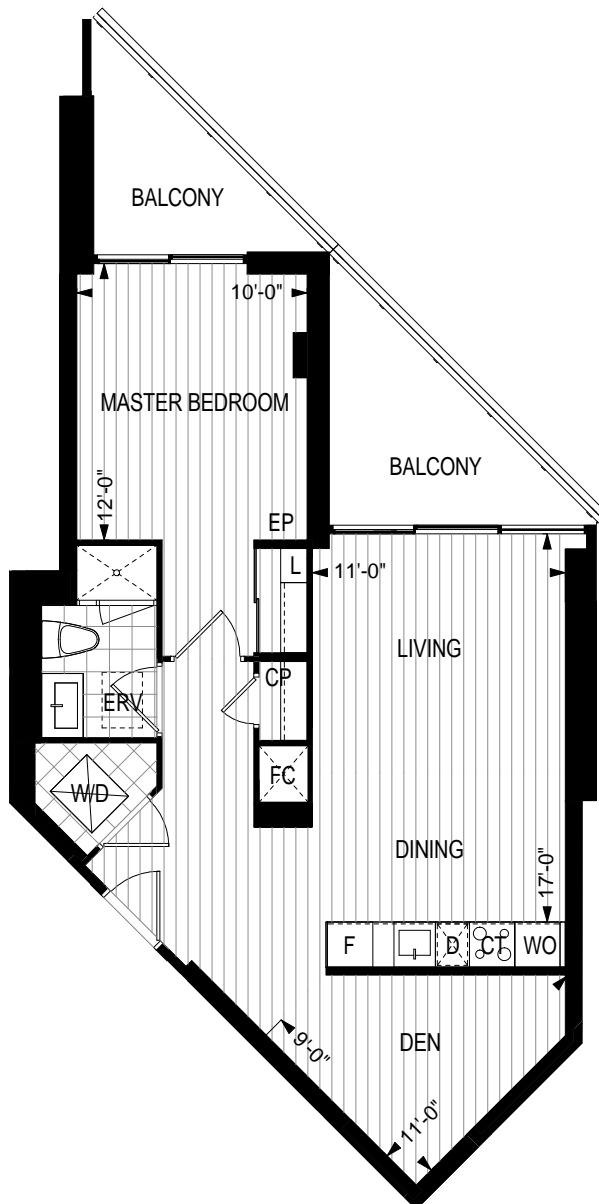 BALCONY
10'-0"
MASTER BEDROOM
BALCONY
12'-0"
EP
L
11'-0"
LIVING
CP
ERV
FC
W/D
DINING
17'-0"
F
D
CT
WO
9'-0"
DEN
11'-0"